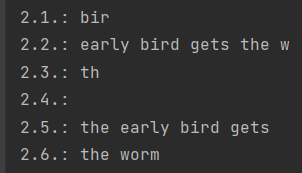 2.1.: bir
2.2.: early bird gets the w
2.3.: th
2.4.:
2.5.: the early bird gets
2.6.: the worm